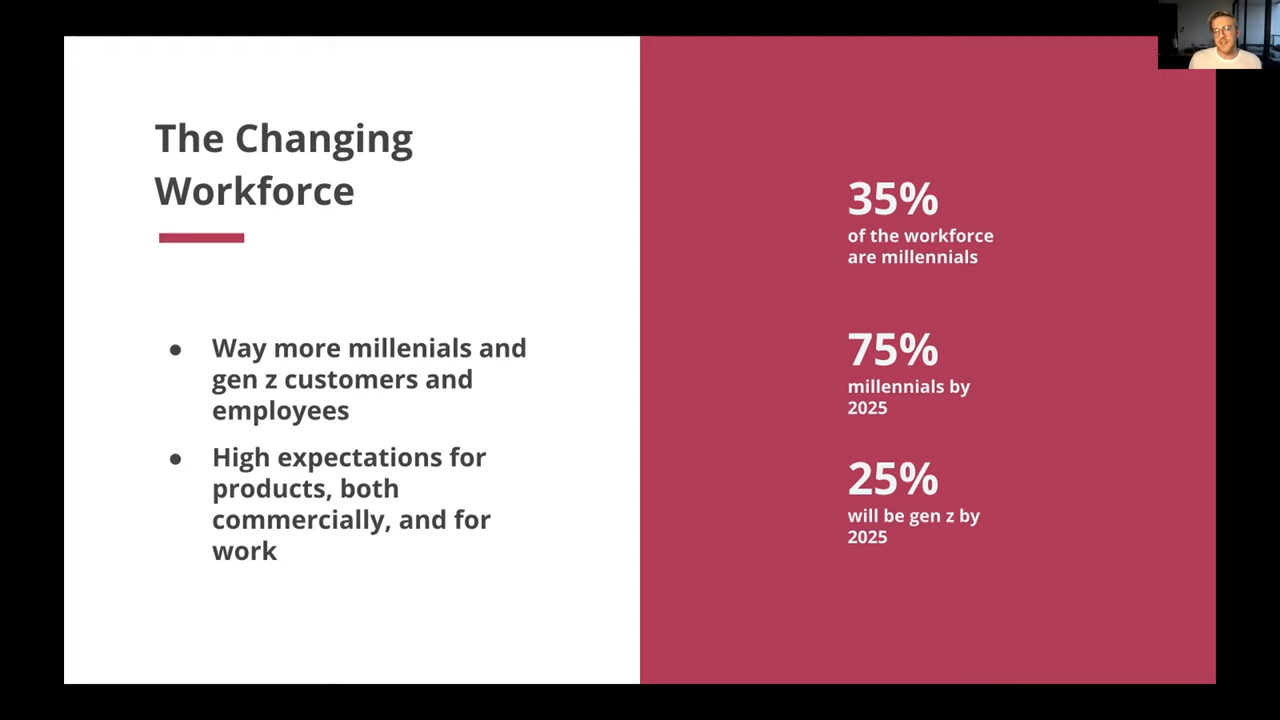 The Changing
Workforce
● Way more millenials and
gen z customers and
employees
● High expectations for
products, both
commercially, and for
work
35%
of the workforce
are millennials
75%
millennials by
2025
25%
will be gen z by
2025